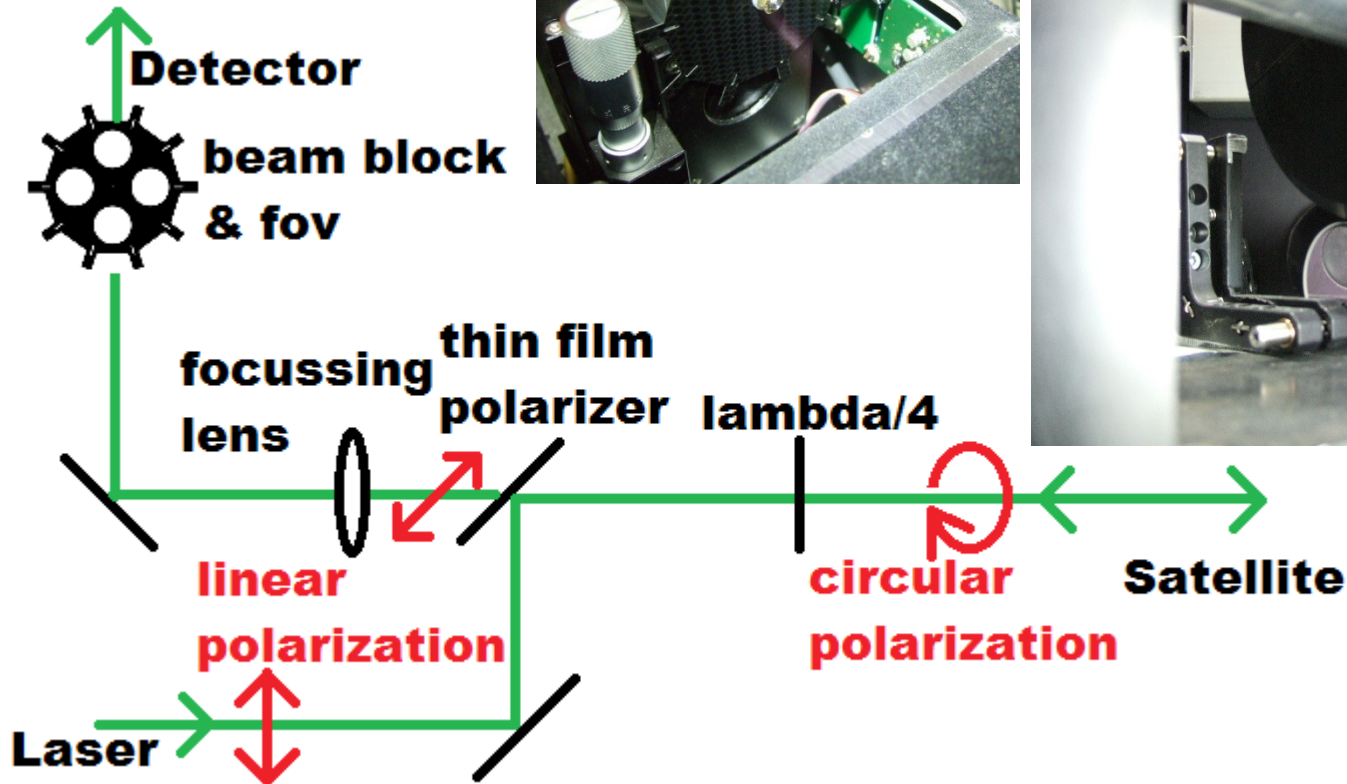 Detector
beam block
& fov
thin film
polarizer
focussing
lens
lambda/4
linear
polarization
circular
polarization
Satellite
Laser